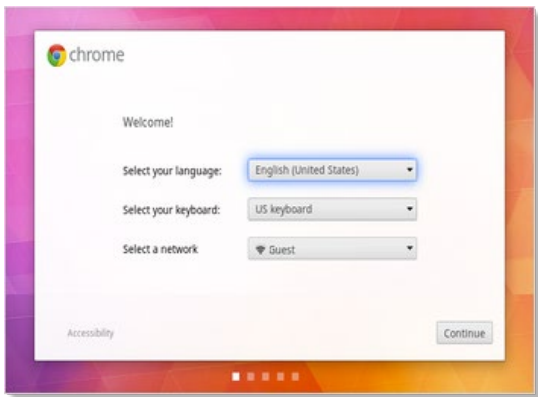 chrome
Welcome!
Select your language: English (United States)
Select your keyboard: US keyboard
Select a network Guest
Accessibility Continue